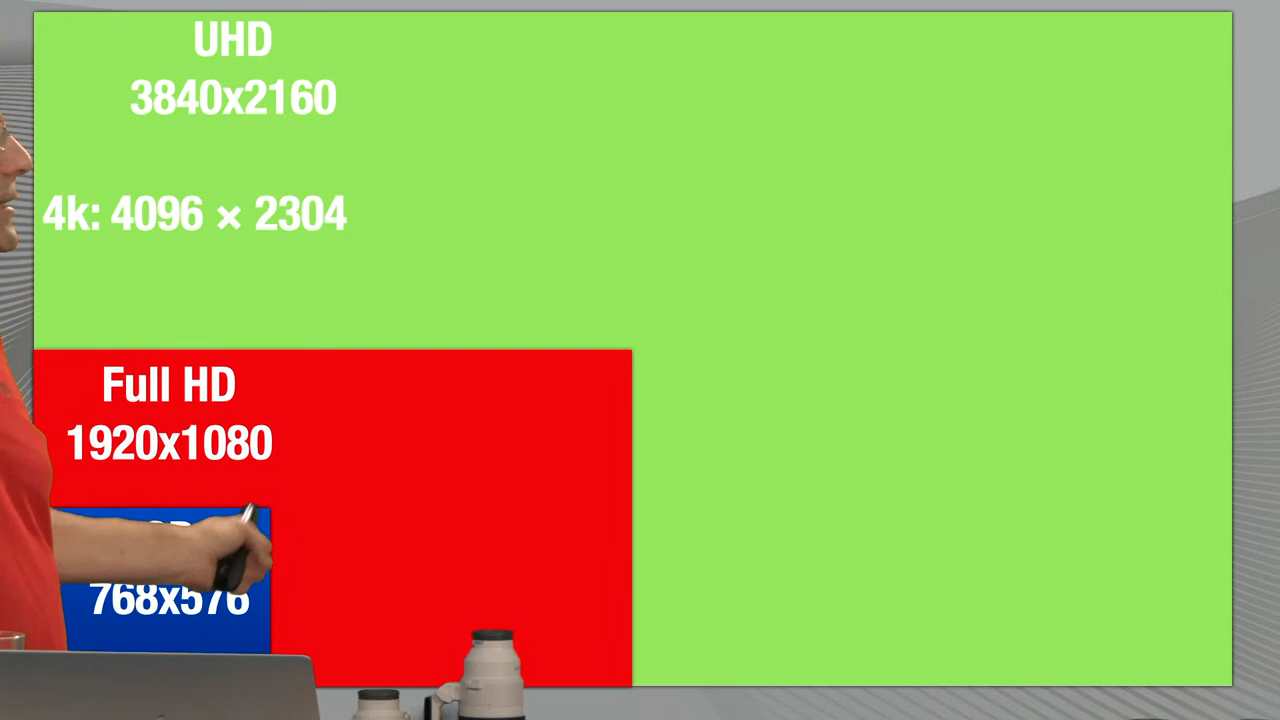 UHD
3840x2160
4k: 4096 × 2304
Full HD
1920x1080
768x576